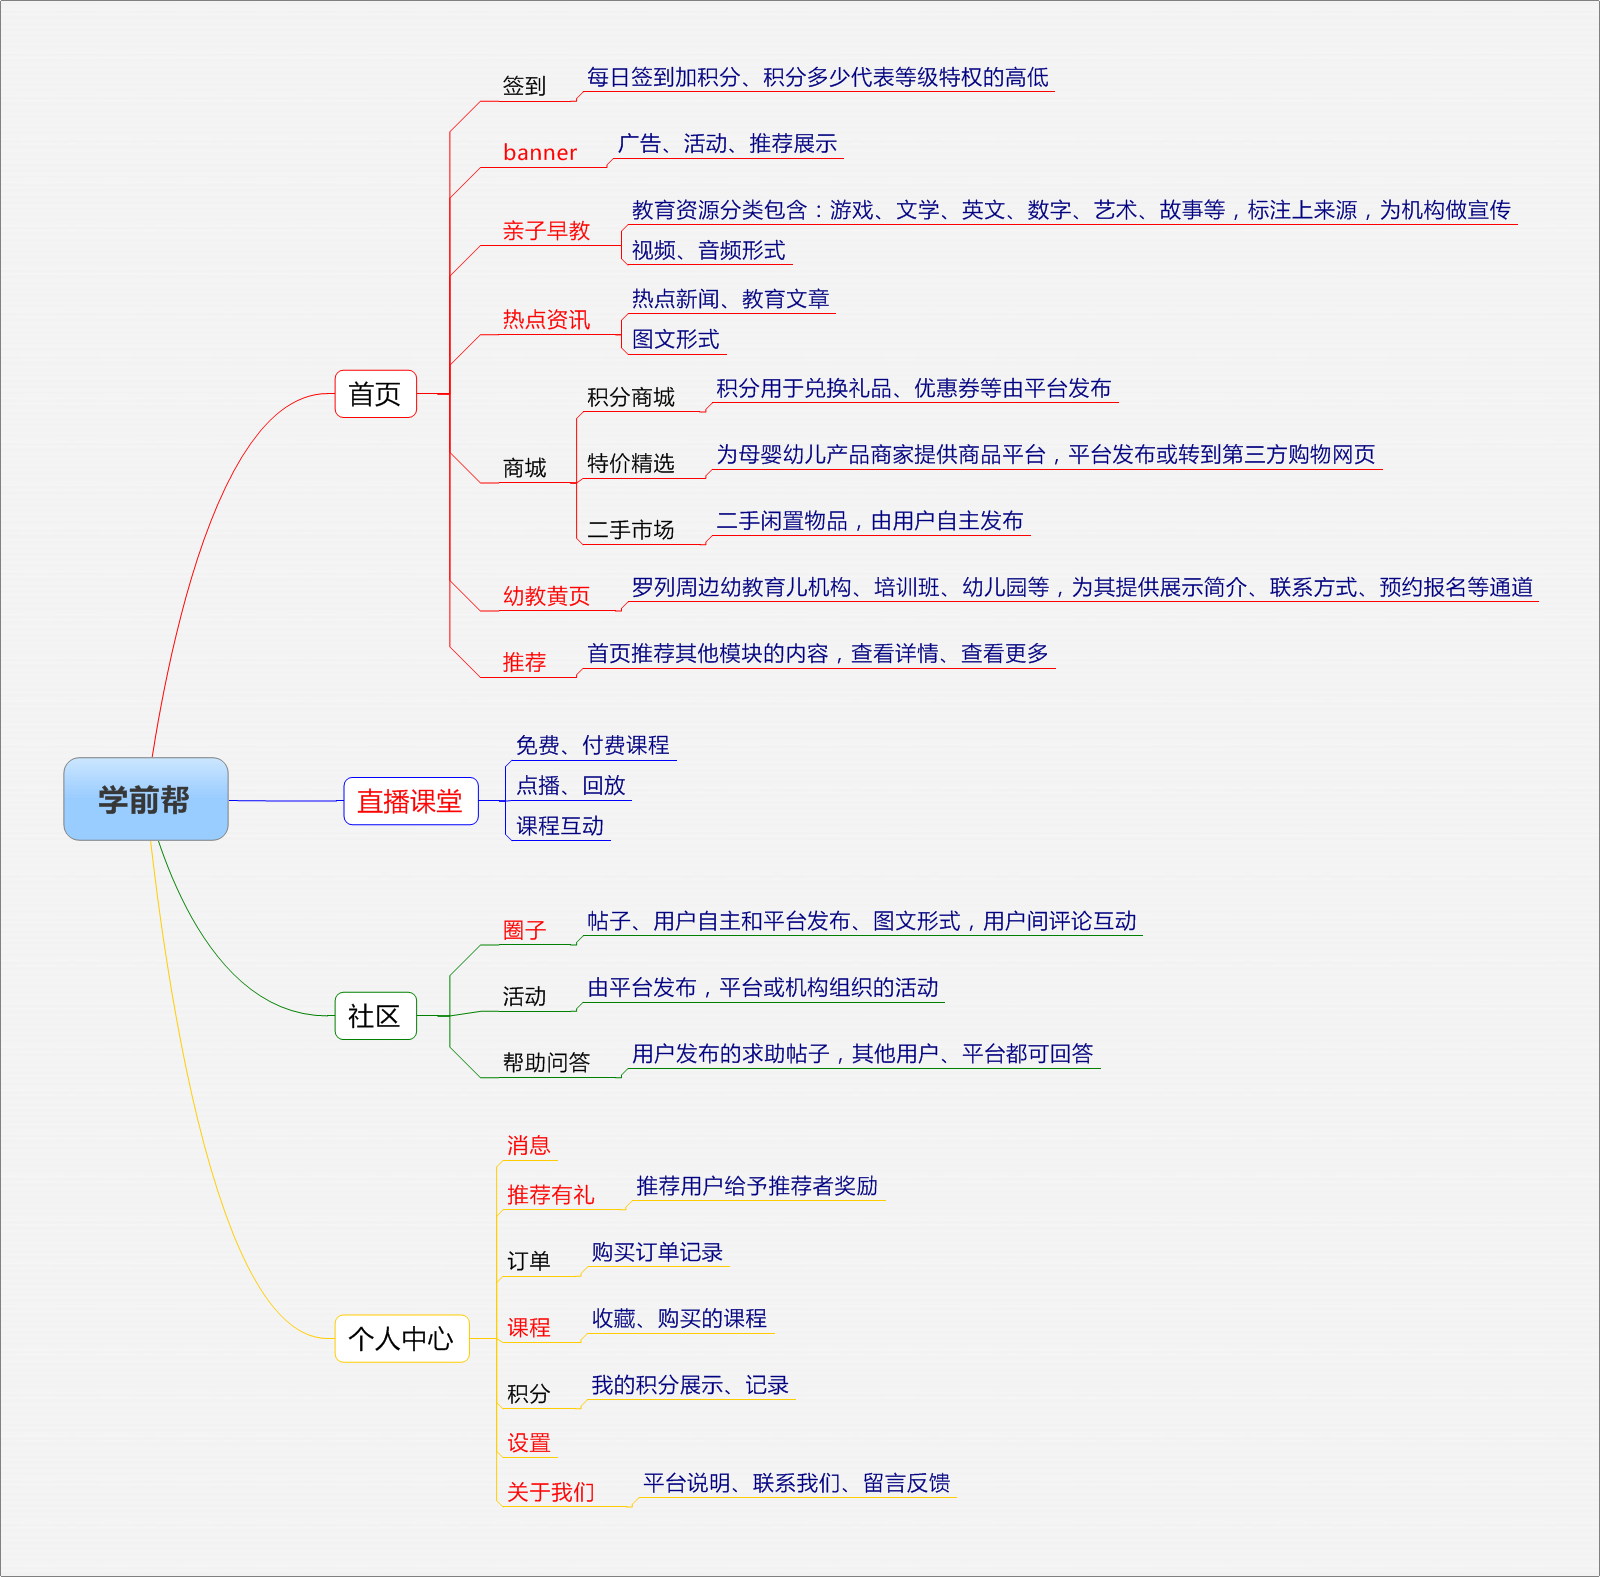 学前帮
首页
签到
每日签到加积分、积分多少代表等级特权的高低
banner
广告、活动、推荐展示
亲子早教
教育资源分类包含：游戏、文学、英文、数字、艺术、故事等，标注上来源，为机构做宣传
视频、音频形式
热点资讯
热点新闻、教育文章
图文形式
商城
积分商城
积分用于兑换礼品、优惠券等由平台发布
特价精选
为母婴幼儿产品商家提供商品平台，平台发布或转到第三方购物网页
二手市场
二手闲置物品，由用户自主发布
幼教黄页
罗列周边幼教育儿机构、培训班、幼儿园等，为其提供展示简介、联系方式、预约报名等通道
推荐
首页推荐其他模块的内容，查看详情、查看更多
直播课堂
免费、付费课程
点播、回放
课程互动
社区
圈子
帖子、用户自主和平台发布、图文形式，用户间评论互动
活动
由平台发布，平台或机构组织的活动
帮助问答
用户发布的求助帖子，其他用户、平台都可回答
个人中心
消息
推荐有礼
推荐用户给予推荐者奖励
订单
购买订单记录
课程
收藏、购买的课程
积分
我的积分展示、记录
设置
关于我们
平台说明、联系我们、留言反馈